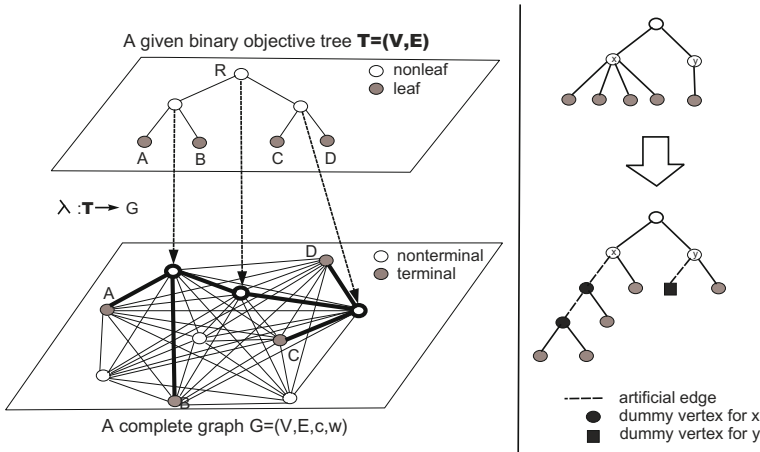 A given binary objective tree T=(V,E)
R
nonleaf
leaf
A
B
C
D
λ : T → G
D
nonterminal
terminal
A
C
B
A complete graph G=(V,E,c,w)
x
y
x
y
artificial edge
dummy vertex for x
dummy vertex for y